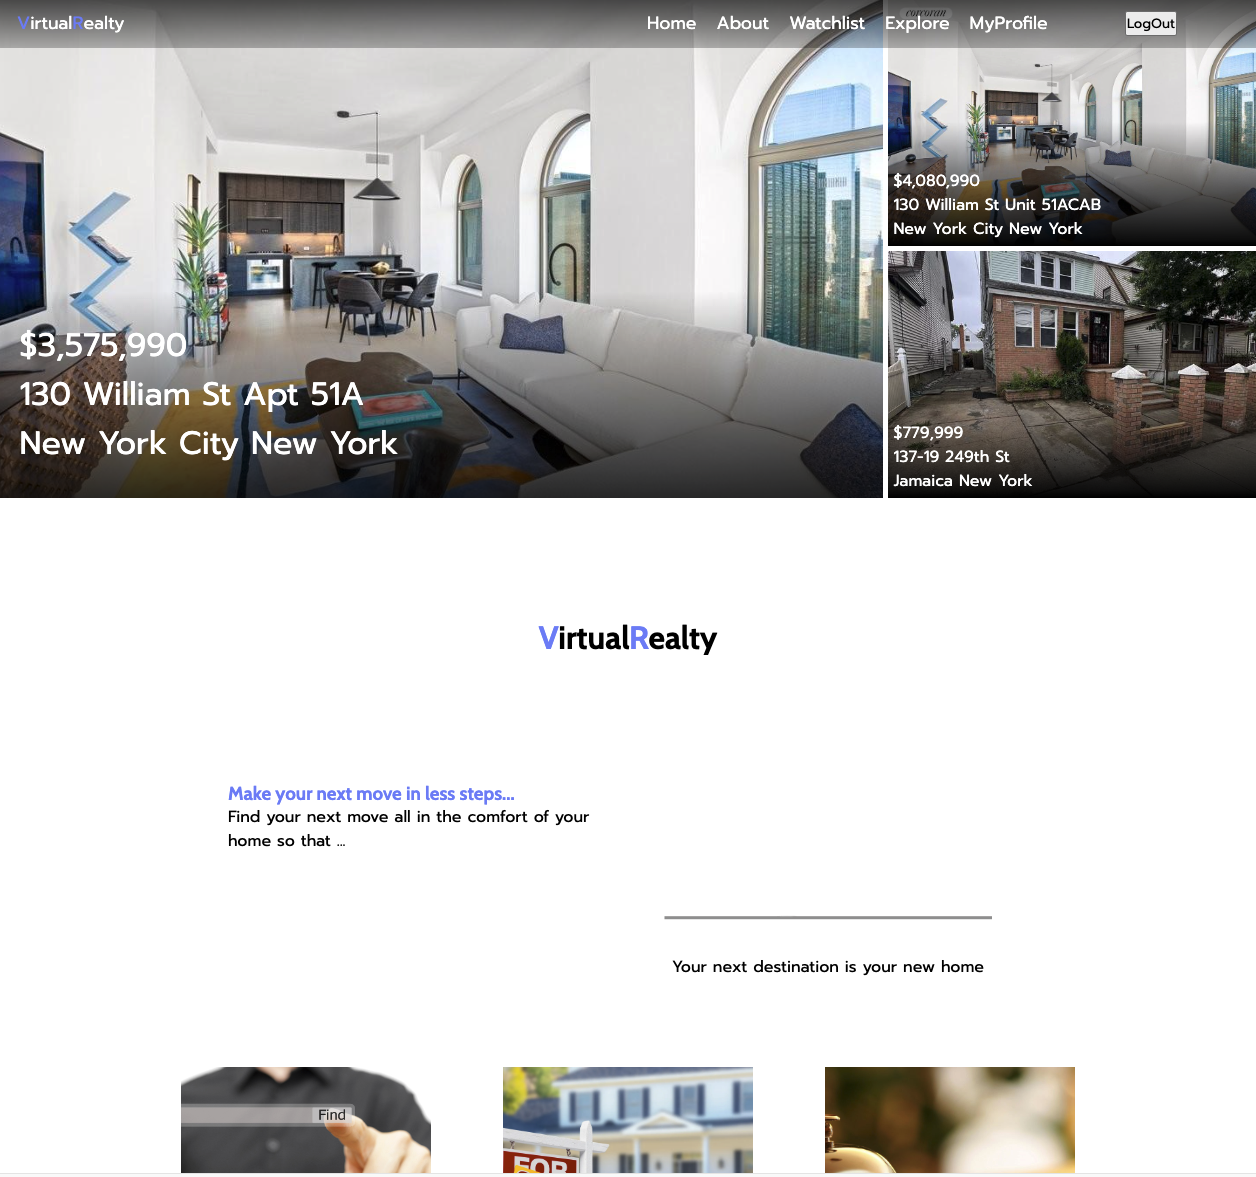 VirtualRealty
Home About Watchlist Explore MyProfile
LogOut
corcoran
$3,575,990
130 William St Apt 51A
New York City New York
$4,080,990
130 William St Unit 51ACAB
New York City New York
$779,999
137-19 249th St
Jamaica New York
VirtualRealty
Make your next move in less steps...
Find your next move all in the comfort of your
home so that ...
Your next destination is your new home
Find
FOR